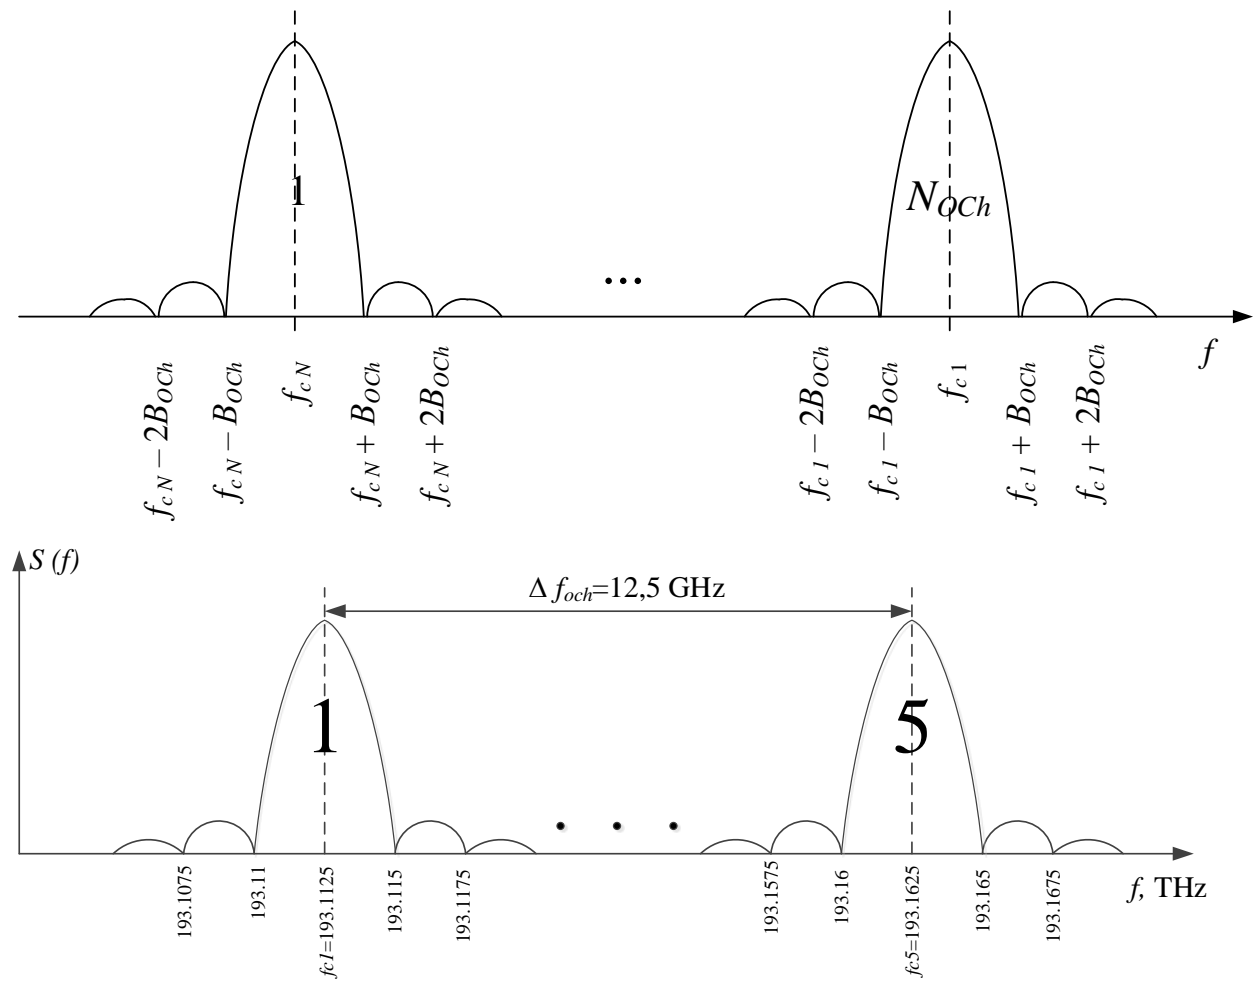 1
N_OCh
...
f
f_c N − 2B_OCh
f_c N − B_OCh
f_c N
f_c N + B_OCh
f_c N + 2B_OCh
f_c 1 − 2B_OCh
f_c 1 − B_OCh
f_c 1
f_c 1 + B_OCh
f_c 1 + 2B_OCh
S (f)
Δ f_och=12,5 GHz
1
5
. . .
193.1075
193.11
fc1=193.1125
193.115
193.1175
193.1575
193.16
fc5=193.1625
193.165
193.1675
f, THz